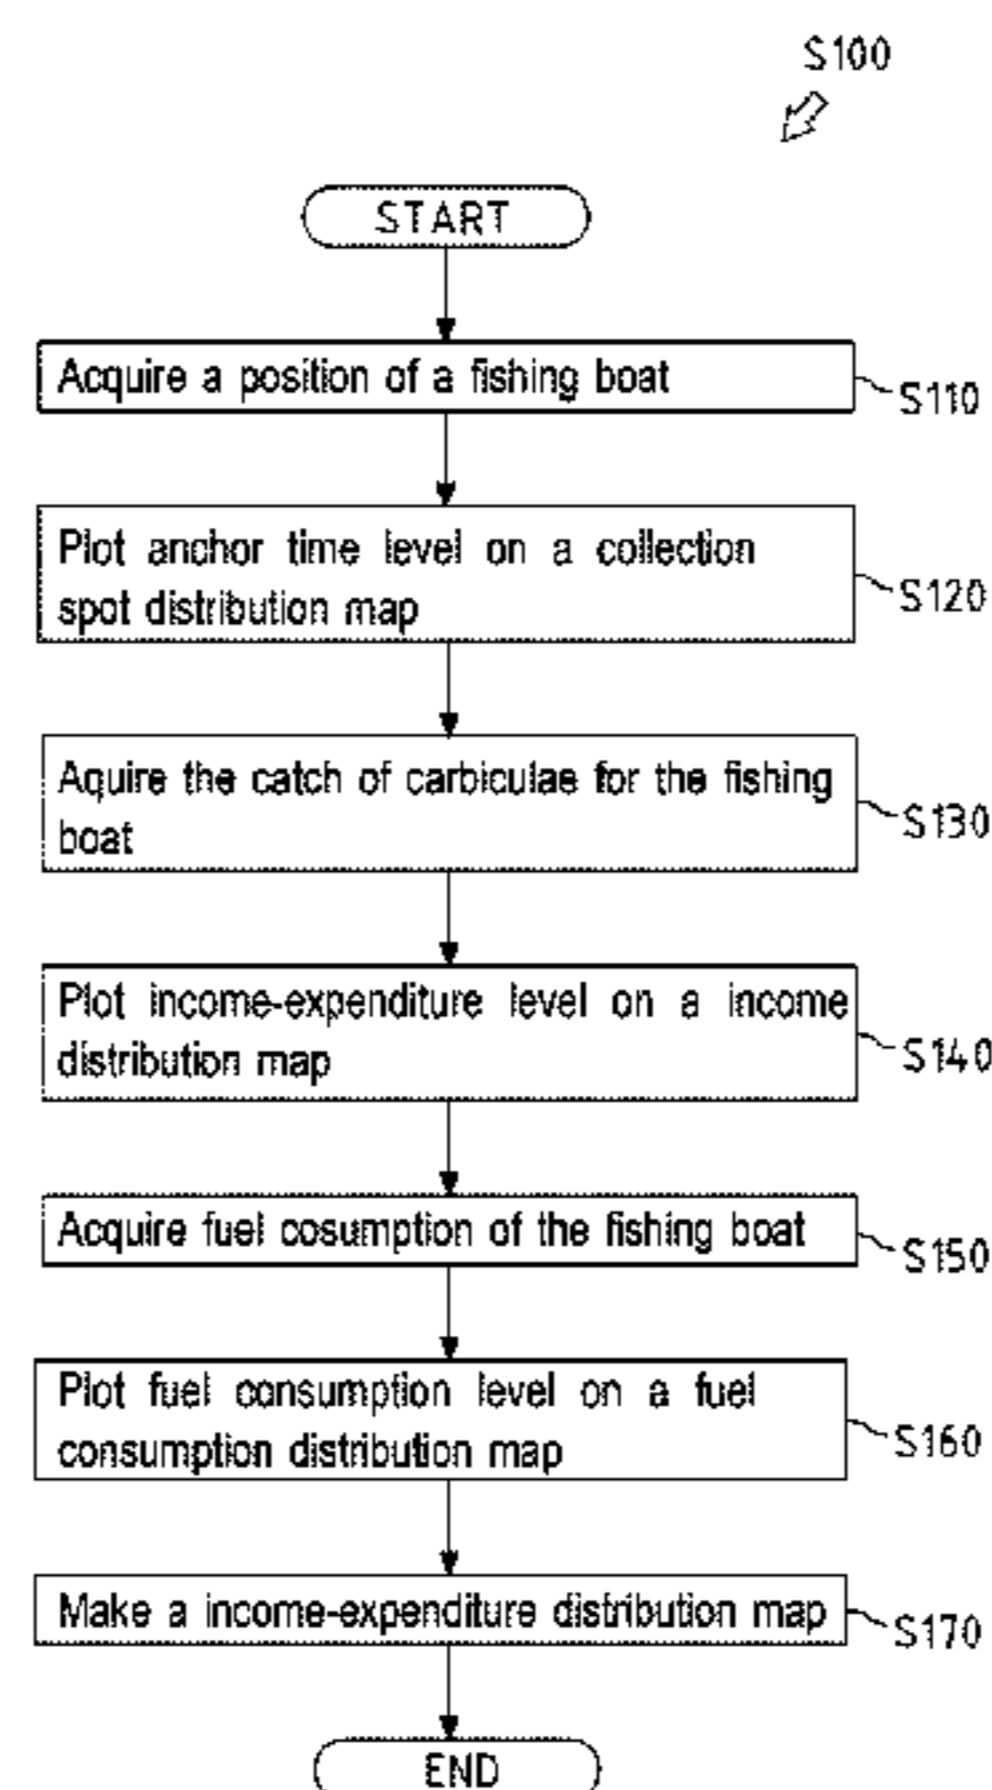 S100
START
Acquire a position of a fishing boat
S110
Plot anchor time level on a collection
spot distribution map
S120
Aquire the catch of carbiculae for the fishing
boat
S130
Plot income-expenditure level on a income
distribution map
S140
Acquire fuel cosumption of the fishing boat
S150
Plot fuel consumption level on a fuel
consumption distribution map
S160
Make a income-expenditure distribution map
S170
END